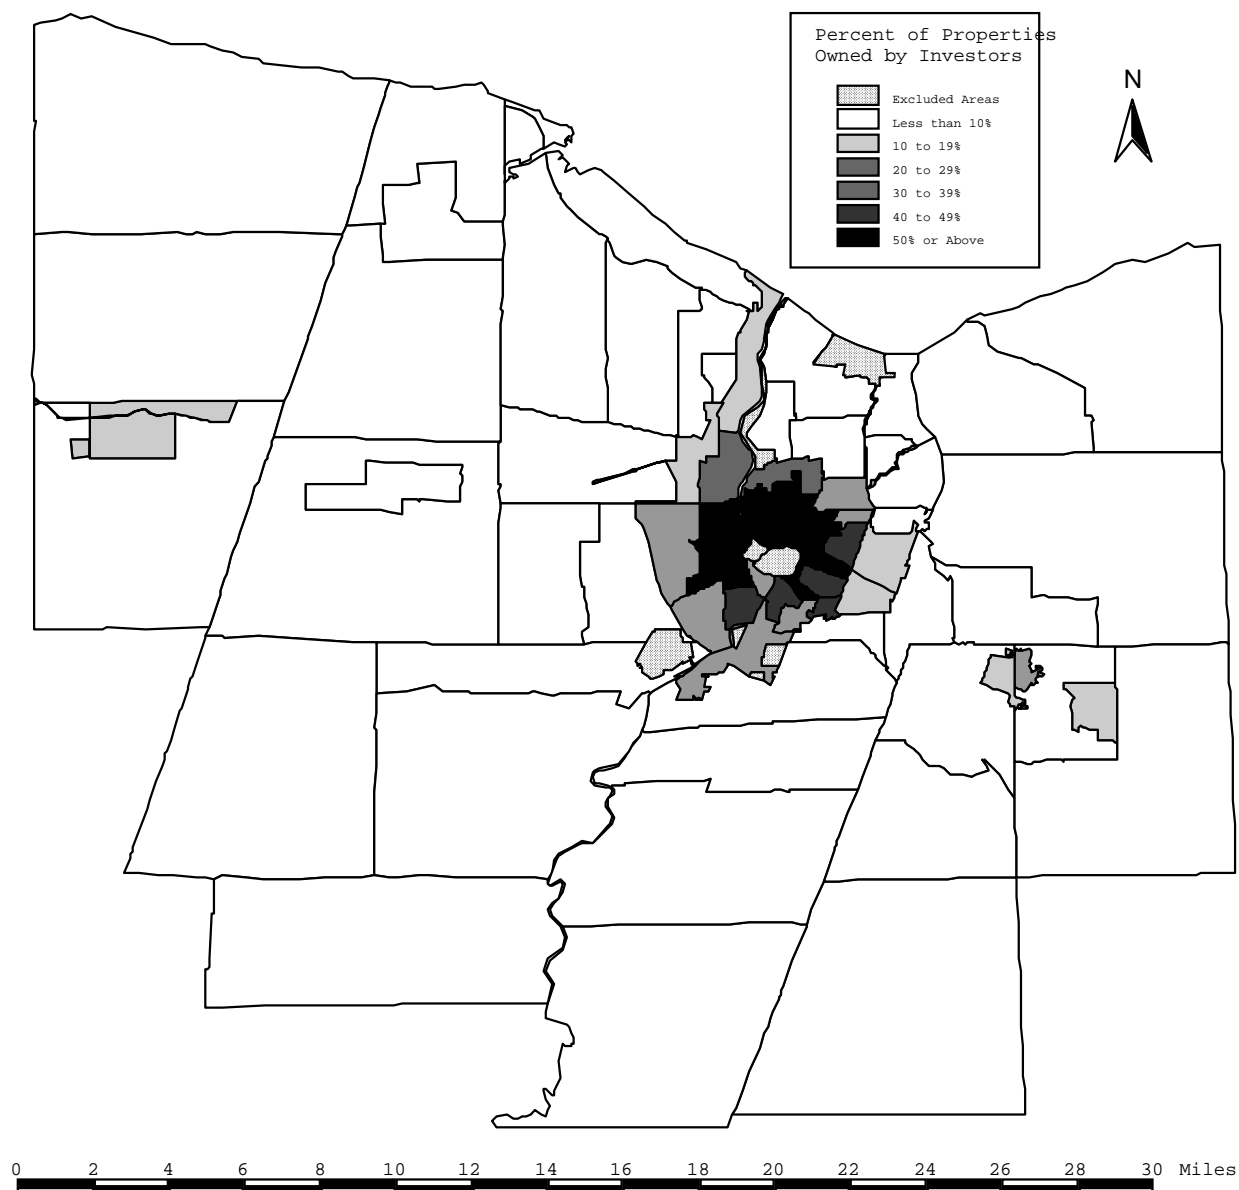 Percent of Properties
Owned by Investors
N
Excluded Areas
Less than 10%
10 to 19%
20 to 29%
30 to 39%
40 to 49%
50% or Above
0 2 4 6 8 10 12 14 16 18 20 22 24 26 28 30 Miles